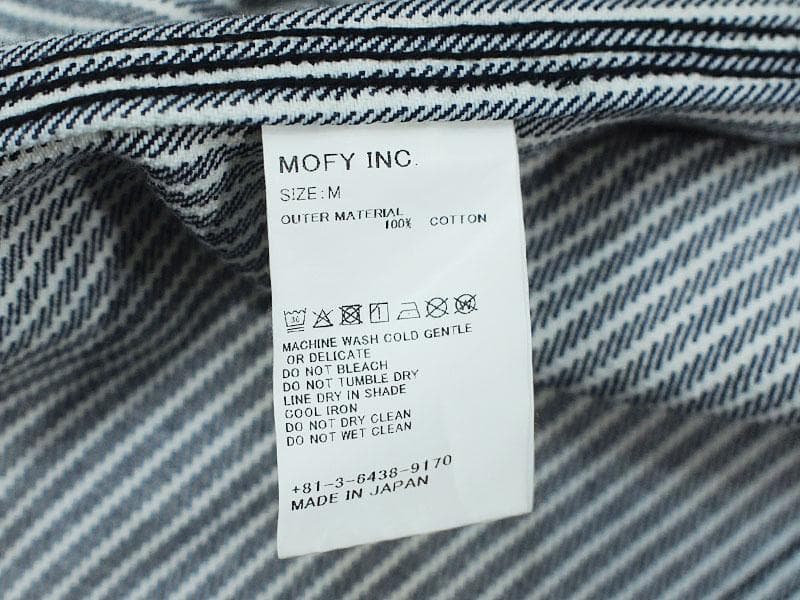 MOFY INC.
SIZE:M
OUTER MATERIAL
100% COTTON
30
MACHINE WASH COLD GENTLE
OR DELICATE
DO NOT BLEACH
DO NOT TUMBLE DRY
LINE DRY IN SHADE
COOL IRON
DO NOT DRY CLEAN
DO NOT WET CLEAN
+81-3-6438-9170
MADE IN JAPAN